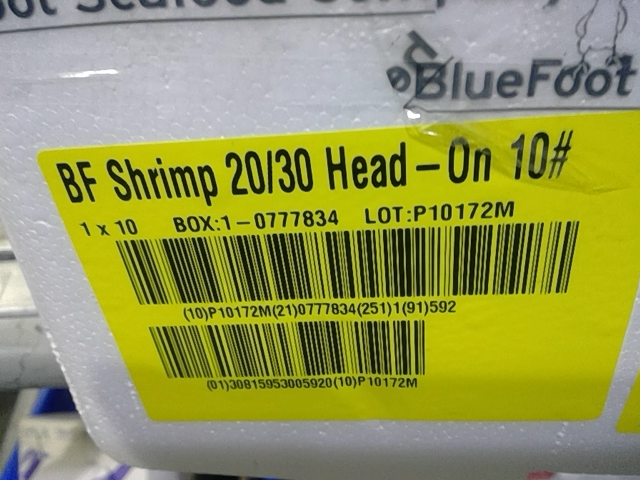 Seafood
BlueFoot
BF Shrimp 20/30 Head-On 10#
1 x 10 BOX:1-0777834 LOT:P10172M
(10)P10172M(21)0777834(251)1(91)592
(01)30815953005920(10)P10172M